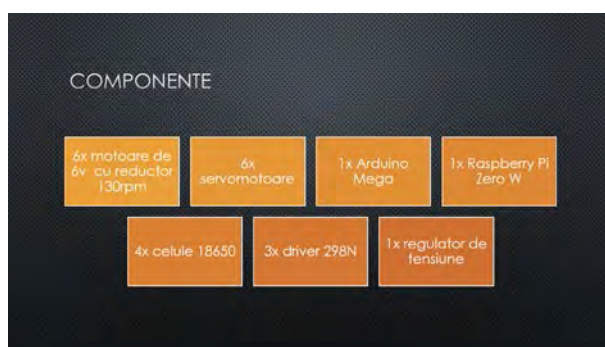 COMPONENTE
6x motoare de
6v cu reductor
130rpm
6x
servomotoare
1x Arduino
Mega
1x Raspberry Pi
Zero W
4x celule 18650
3x driver 298N
1x regulator de
tensiune